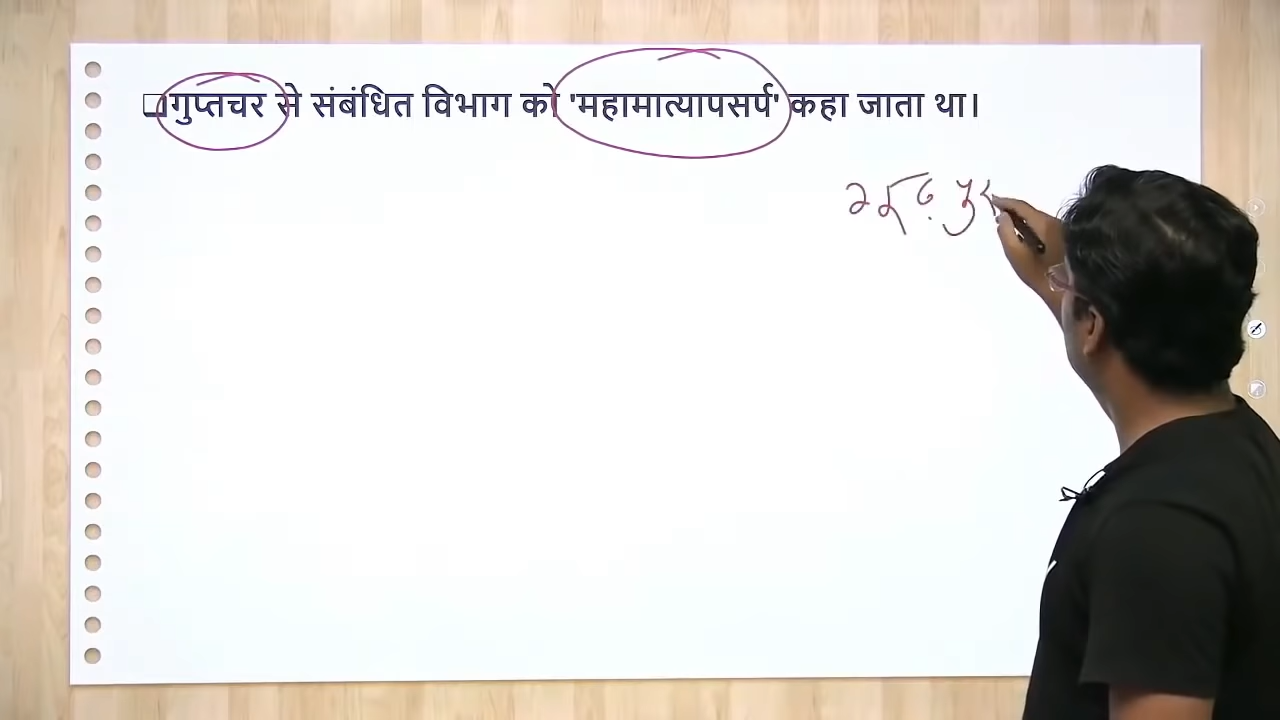 गुप्तचर से संबंधित विभाग को 'महामात्यापसर्प' कहा जाता था।